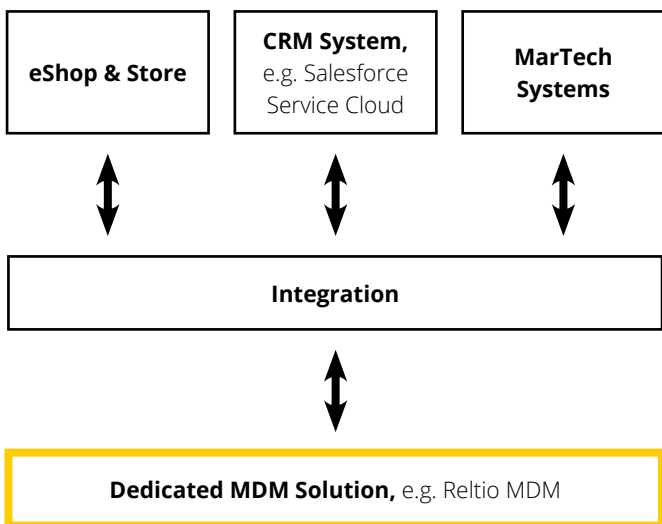 eShop & Store
CRM System,
e.g. Salesforce
Service Cloud
MarTech
Systems
Integration
Dedicated MDM Solution, e.g. Reltio MDM